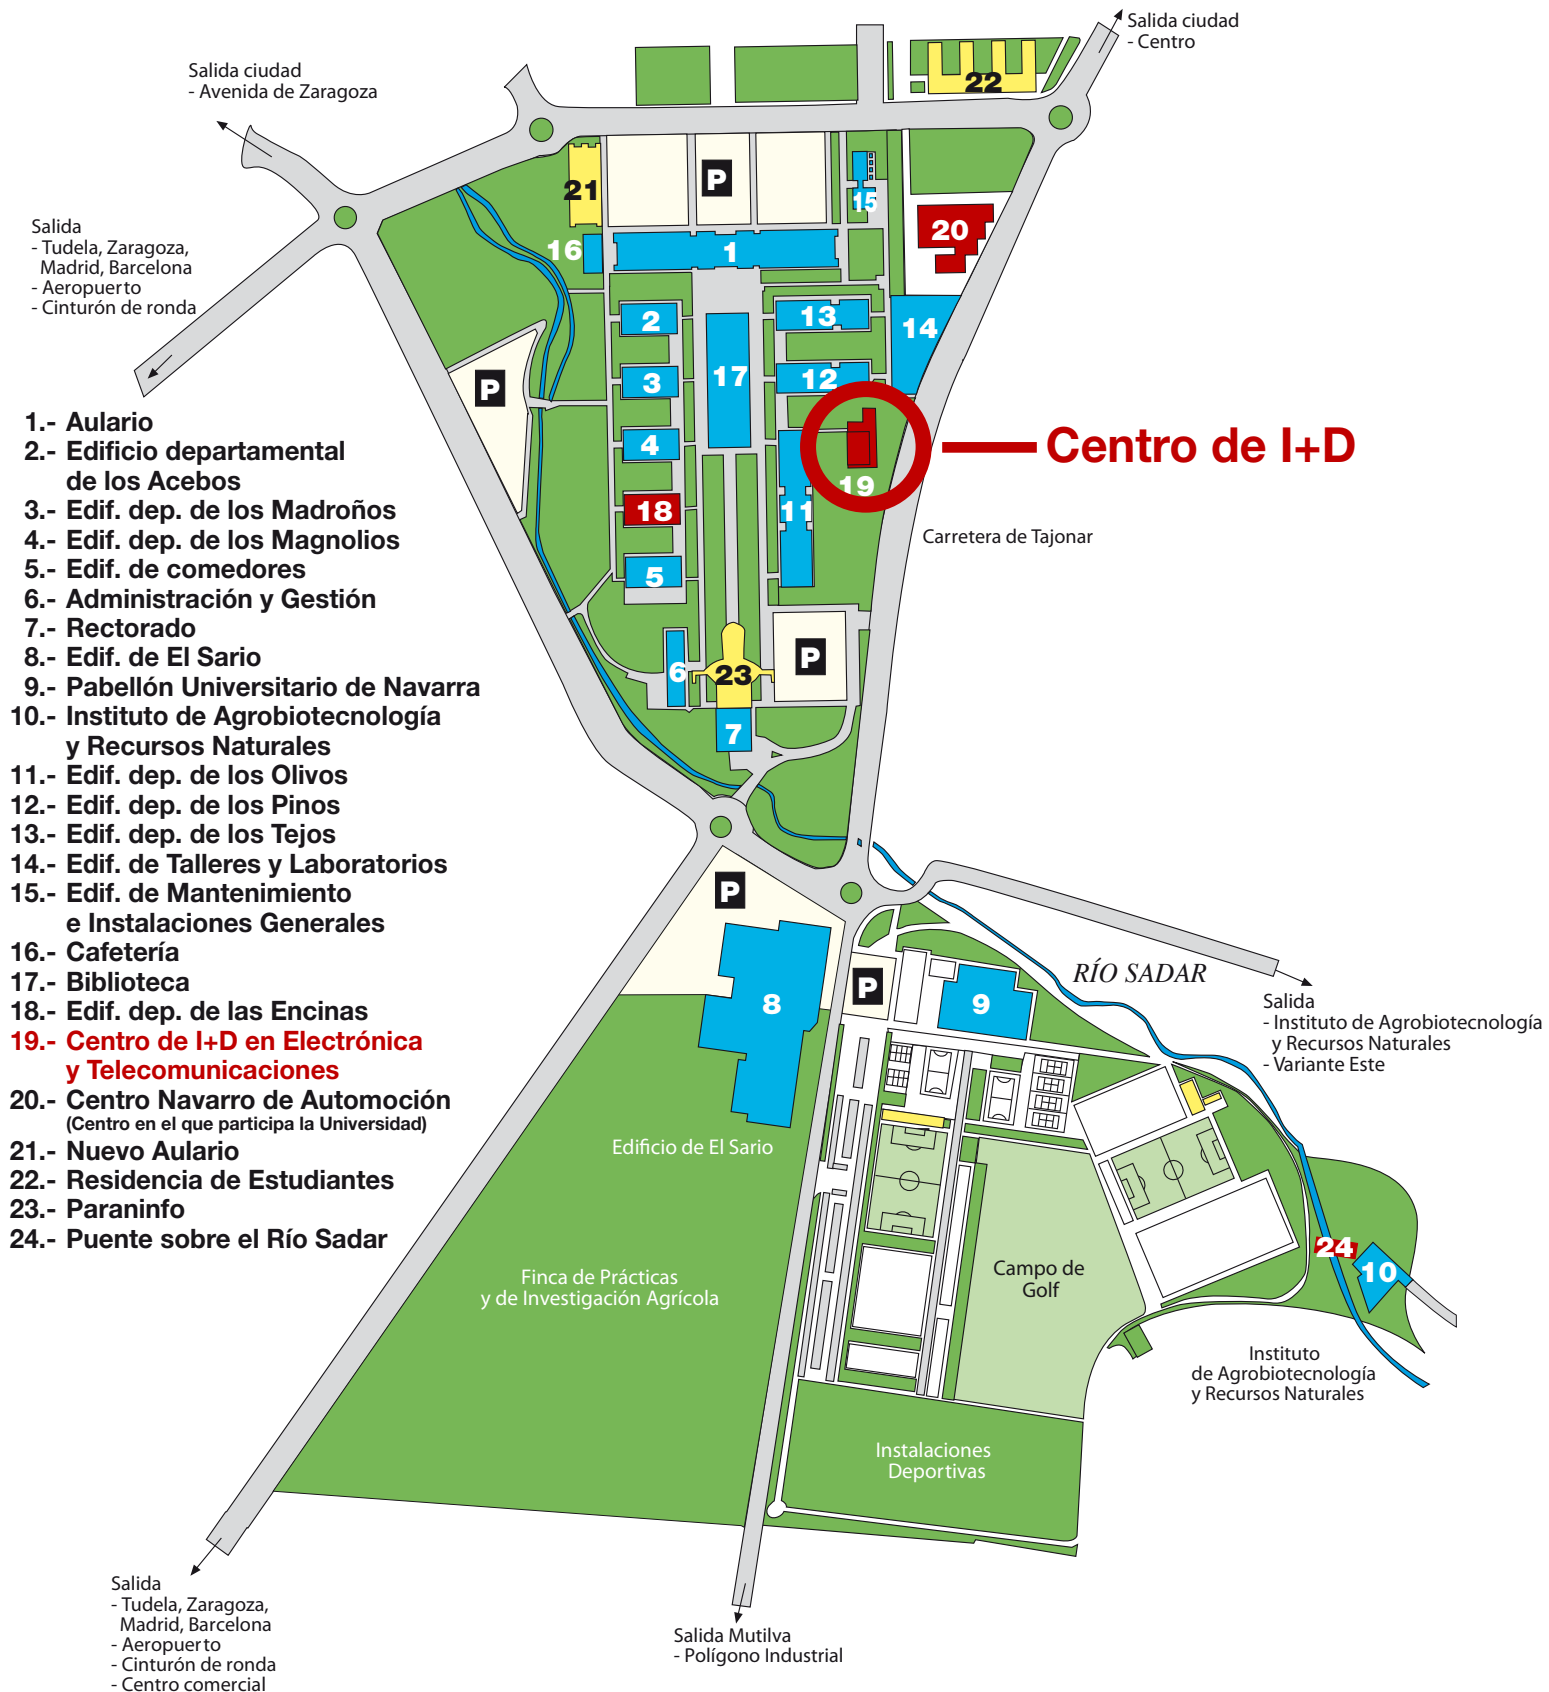 Salida ciudad
- Centro
Salida ciudad
- Avenida de Zaragoza
22
P
21
15
Salida
- Tudela, Zaragoza,
Madrid, Barcelona
- Aeropuerto
- Cinturón de ronda
20
16
1
2
13
14
17
12
3
P
4
Centro de I+D
19
18
11
Carretera de Tajonar
5
6
23
P
7
1.- Aulario
2.- Edificio departamental
de los Acebos
3.- Edif. dep. de los Madroños
4.- Edif. dep. de los Magnolios
5.- Edif. de comedores
6.- Administración y Gestión
7.- Rectorado
8.- Edif. de El Sario
9.- Pabellón Universitario de Navarra
10.- Instituto de Agrobiotecnología
y Recursos Naturales
11.- Edif. dep. de los Olivos
12.- Edif. dep. de los Pinos
13.- Edif. dep. de los Tejos
14.- Edif. de Talleres y Laboratorios
15.- Edif. de Mantenimiento
e Instalaciones Generales
16.- Cafetería
17.- Biblioteca
18.- Edif. dep. de las Encinas
19.- Centro de I+D en Electrónica
y Telecomunicaciones
20.- Centro Navarro de Automoción
(Centro en el que participa la Universidad)
21.- Nuevo Aulario
22.- Residencia de Estudiantes
23.- Paraninfo
24.- Puente sobre el Río Sadar
P
P
8
9
RÍO SADAR
Salida
- Instituto de Agrobiotecnología
y Recursos Naturales
- Variante Este
Edificio de El Sario
Finca de Prácticas
y de Investigación Agrícola
Campo de
Golf
24
10
Instituto
de Agrobiotecnología
y Recursos Naturales
Instalaciones
Deportivas
Salida
- Tudela, Zaragoza,
Madrid, Barcelona
- Aeropuerto
- Cinturón de ronda
- Centro comercial
Salida Mutilva
- Polígono Industrial